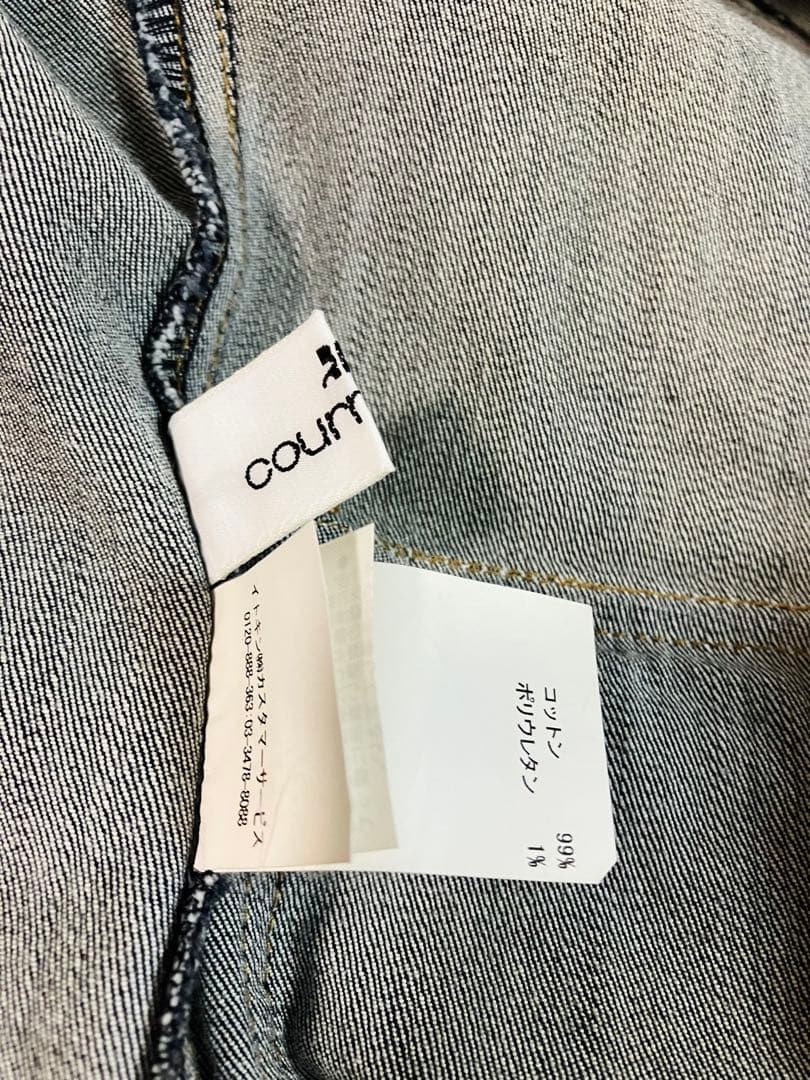 coun
イトキン㈱カスタマーサービス
0120-888-363:03-3478-8088
コットン 99%
ポリウレタン 1%